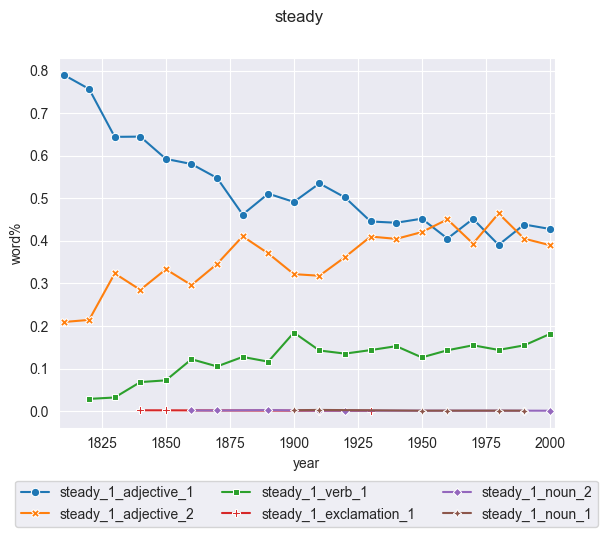 steady
0.8
0.7
0.6
0.5
0.4
0.3
0.2
0.1
0.0
word%
1825 1850 1875 1900 1925 1950 1975 2000
year
steady_1_adjective_1 steady_1_verb_1 steady_1_noun_2
steady_1_adjective_2 steady_1_exclamation_1 steady_1_noun_1